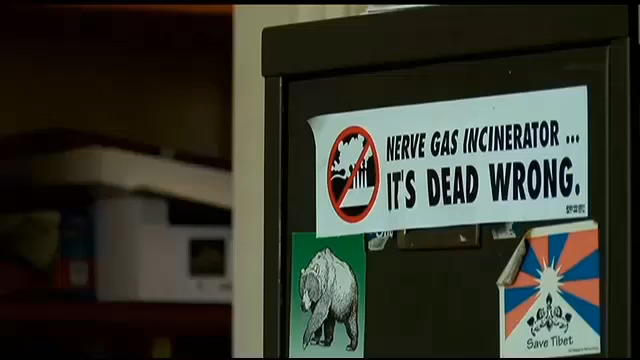 NERVE GAS INCINERATOR ...
IT'S DEAD WRONG.
Save Tibet